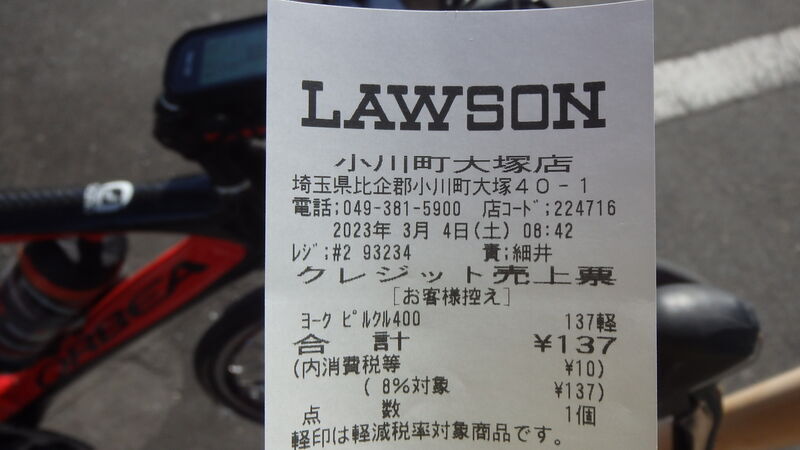 LAWSON
小川町大塚店
埼玉県比企郡小川町大塚40-1
電話;049-381-5900 店コード;224716
2023年 3月 4日(土) 08:42
レジ;#2 93234 責;細井
クレジット売上票
[お客様控え]
ヨーク ピルクル400 137軽
合 計 ¥137
(内消費税等 ¥10)
( 8%対象 ¥137)
点 数 1個
軽印は軽減税率対象商品です。
ORBEA